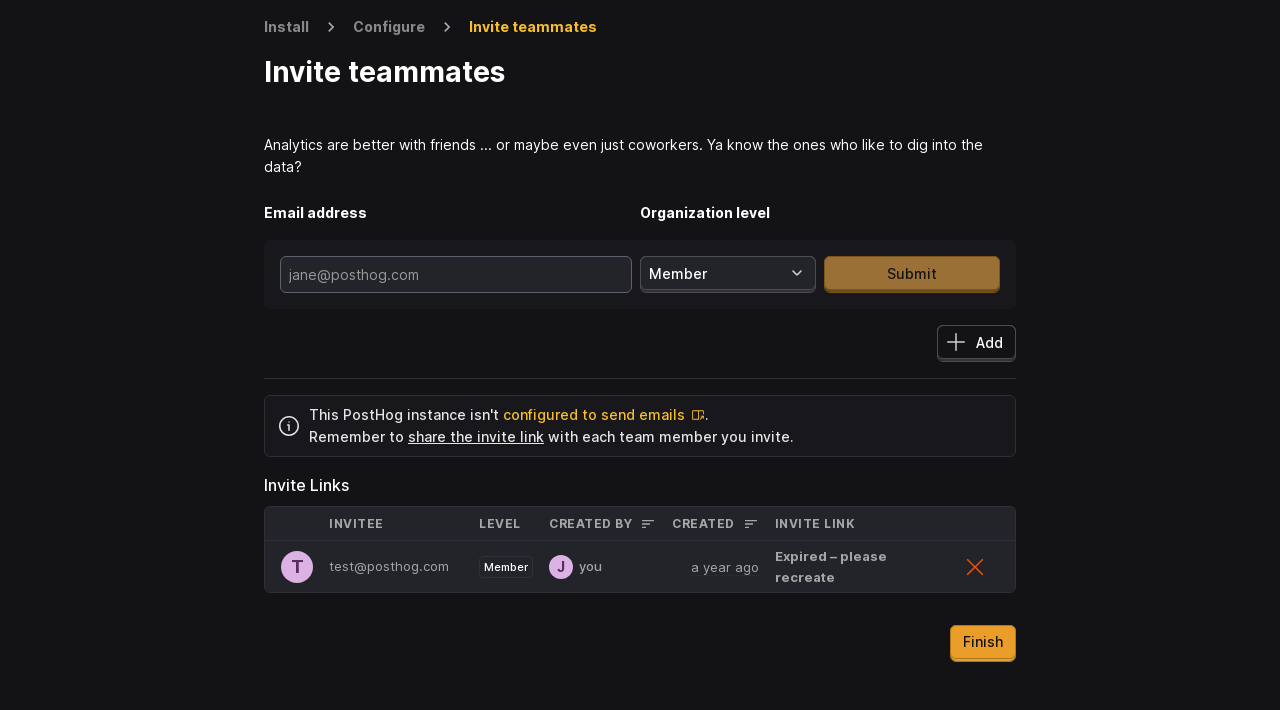 Install > Configure > Invite teammates
Invite teammates
Analytics are better with friends ... or maybe even just coworkers. Ya know the ones who like to dig into the
data?
Email address Organization level
jane@posthog.com Member Submit
Add
This PostHog instance isn't configured to send emails.
Remember to share the invite link with each team member you invite.
Invite Links
INVITEE LEVEL CREATED BY CREATED INVITE LINK
T test@posthog.com Member J you a year ago Expired – please
recreate
Finish